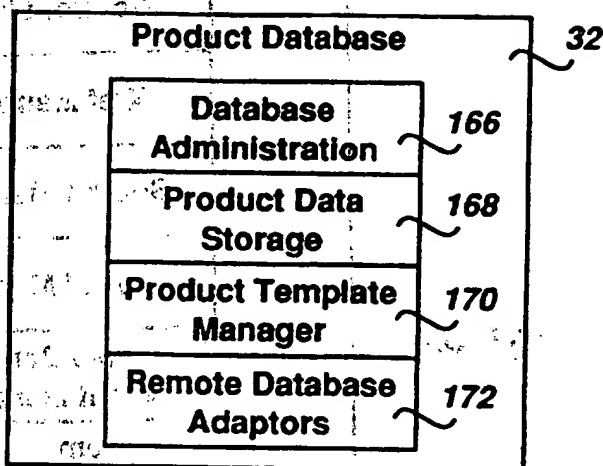 Product Database
32
Database
Administration
166
Product Data
Storage
168
Product Template
Manager
170
Remote Database
Adaptors
172